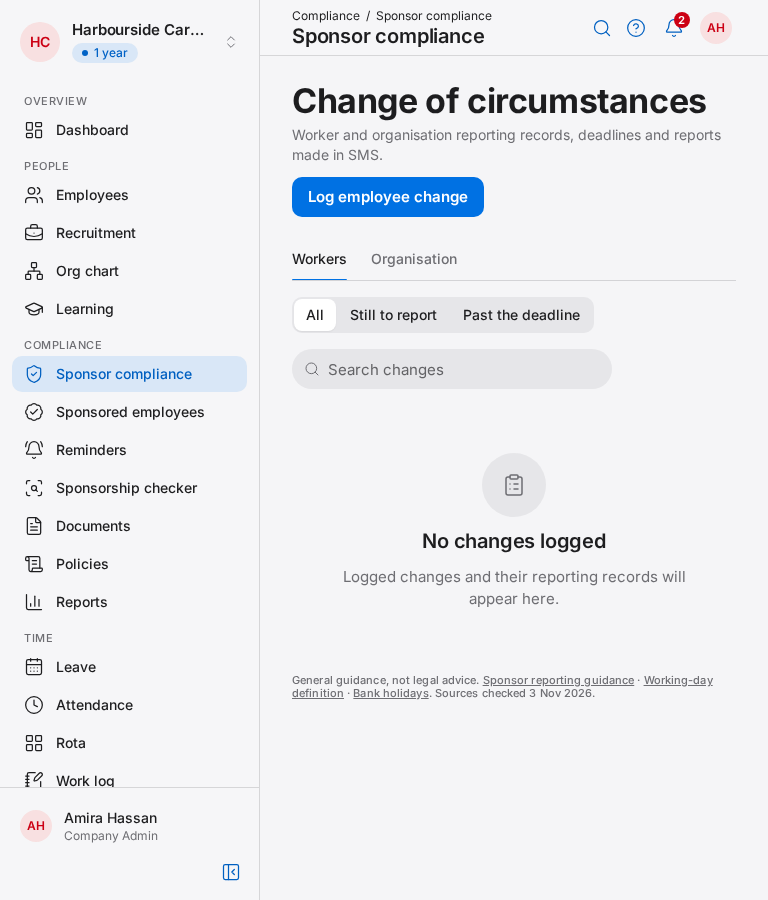 HC
Harbourside Car...
1 year
OVERVIEW
Dashboard
PEOPLE
Employees
Recruitment
Org chart
Learning
COMPLIANCE
Sponsor compliance
Sponsored employees
Reminders
Sponsorship checker
Documents
Policies
Reports
TIME
Leave
Attendance
Rota
Work log
AH
Amira Hassan
Company Admin
Compliance / Sponsor compliance
Sponsor compliance
2
AH
Change of circumstances
Worker and organisation reporting records, deadlines and reports
made in SMS.
Log employee change
Workers Organisation
All Still to report Past the deadline
Search changes
No changes logged
Logged changes and their reporting records will
appear here.
General guidance, not legal advice. Sponsor reporting guidance · Working-day
definition · Bank holidays. Sources checked 3 Nov 2026.